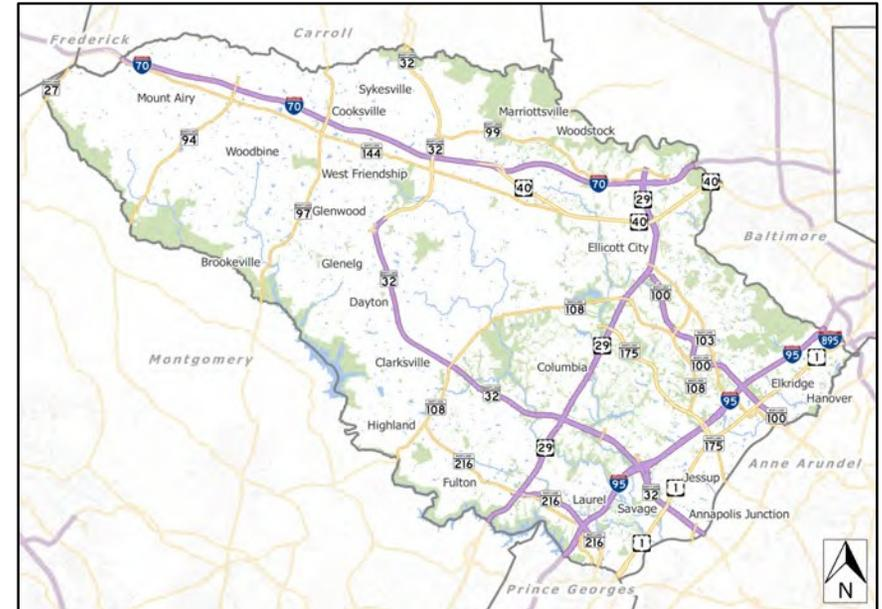 Frederick
Carroll
32
70
27
Mount Airy
70
Sykesville
Cooksville
Marriottsville
94
99
Woodstock
32
144
Woodbine
West Friendship
70
40
40
29
97
Glenwood
40
Baltimore
Ellicott City
Brookeville
Glenelg
32
100
Dayton
108
Montgomery
29
175
103
95
895
1
Clarksville
Columbia
100
108
Elkridge
32
95
Hanover
108
100
Highland
29
175
216
Anne Arundel
Fulton
95
Jessup
1
32
216
Laurel
Savage
Annapolis Junction
216
1
Prince Georges
N